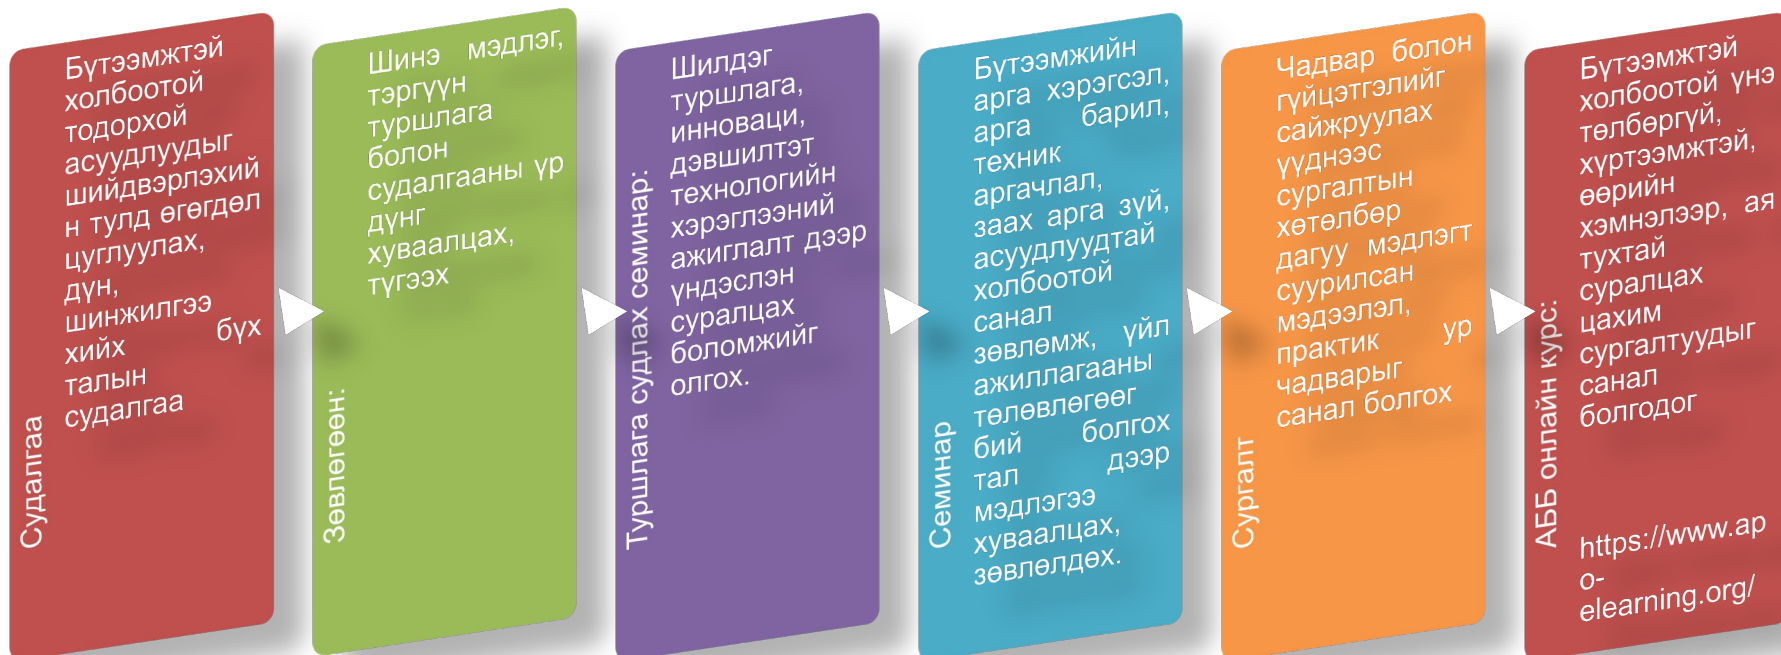 Судалгаа
Бүтээмжтэй
холбоотой
тодорхой
асуудлуудыг
шийдвэрлэхий
н тулд өгөгдөл
цуглуулах,
дүн,
шинжилгээ
хийх бүх
талын
судалгаа
Зөвлөгөөн:
Шинэ мэдлэг,
тэргүүн
туршлага
болон
судалгааны үр
дүнг
хуваалцах,
түгээх
Туршлага судлах семинар:
Шилдэг
туршлага,
инноваци,
дэвшилтэт
технологийн
хэрэглээний
ажиглалт дээр
үндэслэн
суралцах
боломжийг
олгох.
Семинар
Бүтээмжийн
арга хэрэгсэл,
арга барил,
техник
аргачлал,
заах арга зүй,
асуудлуудтай
холбоотой
санал
зөвлөмж, үйл
ажиллагааны
төлөвлөгөөг
бий болгох
тал дээр
мэдлэгээ
хуваалцах,
зөвлөлдөх.
Сургалт
Чадвар болон
гүйцэтгэлийг
сайжруулах
үүднээс
сургалтын
хөтөлбөр
дагуу мэдлэгт
суурилсан
мэдээлэл,
практик ур
чадварыг
санал болгох
АББ онлайн курс:
Бүтээмжтэй
холбоотой үнэ
төлбөргүй,
хүртээмжтэй,
өөрийн
хэмнэлээр, ая
тухтай
суралцах
цахим
сургалтуудыг
санал
болгодог
https://www.ap
o-
elearning.org/